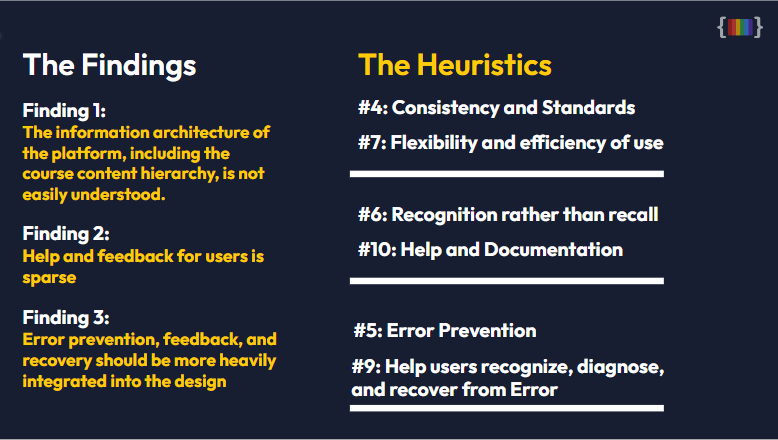 The Findings
Finding 1:
The information architecture of
the platform, including the
course content hierarchy, is not
easily understood.
Finding 2:
Help and feedback for users is
sparse
Finding 3:
Error prevention, feedback, and
recovery should be more heavily
integrated into the design
The Heuristics
#4: Consistency and Standards
#7: Flexibility and efficiency of use
#6: Recognition rather than recall
#10: Help and Documentation
#5: Error Prevention
#9: Help users recognize, diagnose,
and recover from Error